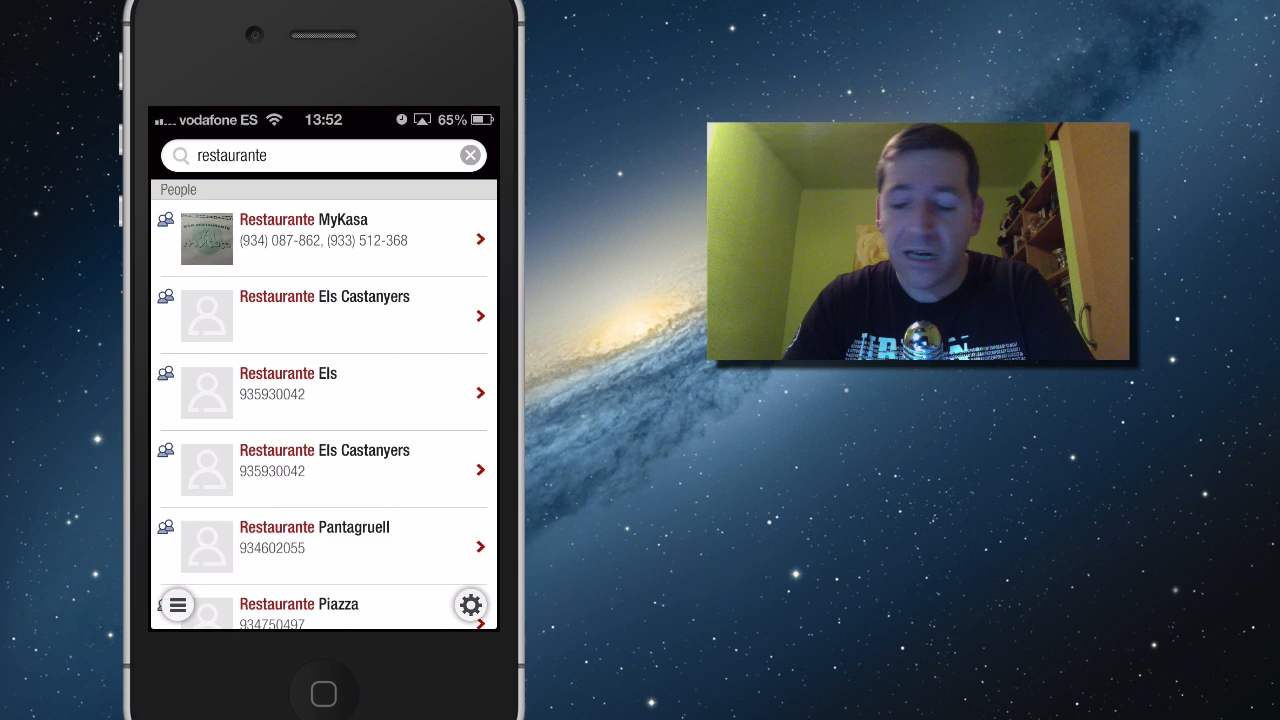 vodafone ES 13:52 65%
restaurante
People
Restaurante MyKasa
(934) 087-862, (933) 512-368
Restaurante Els Castanyers
Restaurante Els
935930042
Restaurante Els Castanyers
935930042
Restaurante Pantagruell
934602055
Restaurante Piazza
934750497